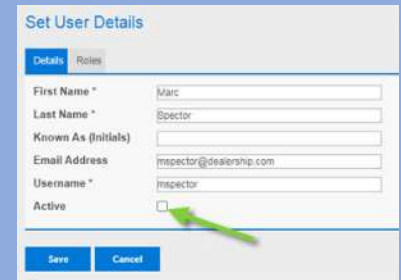 Set User Details
Details Roles
First Name * Marc
Last Name * Spector
Known As (Initials)
Email Address mspector@dealership.com
Username * mspector
Active
Save Cancel